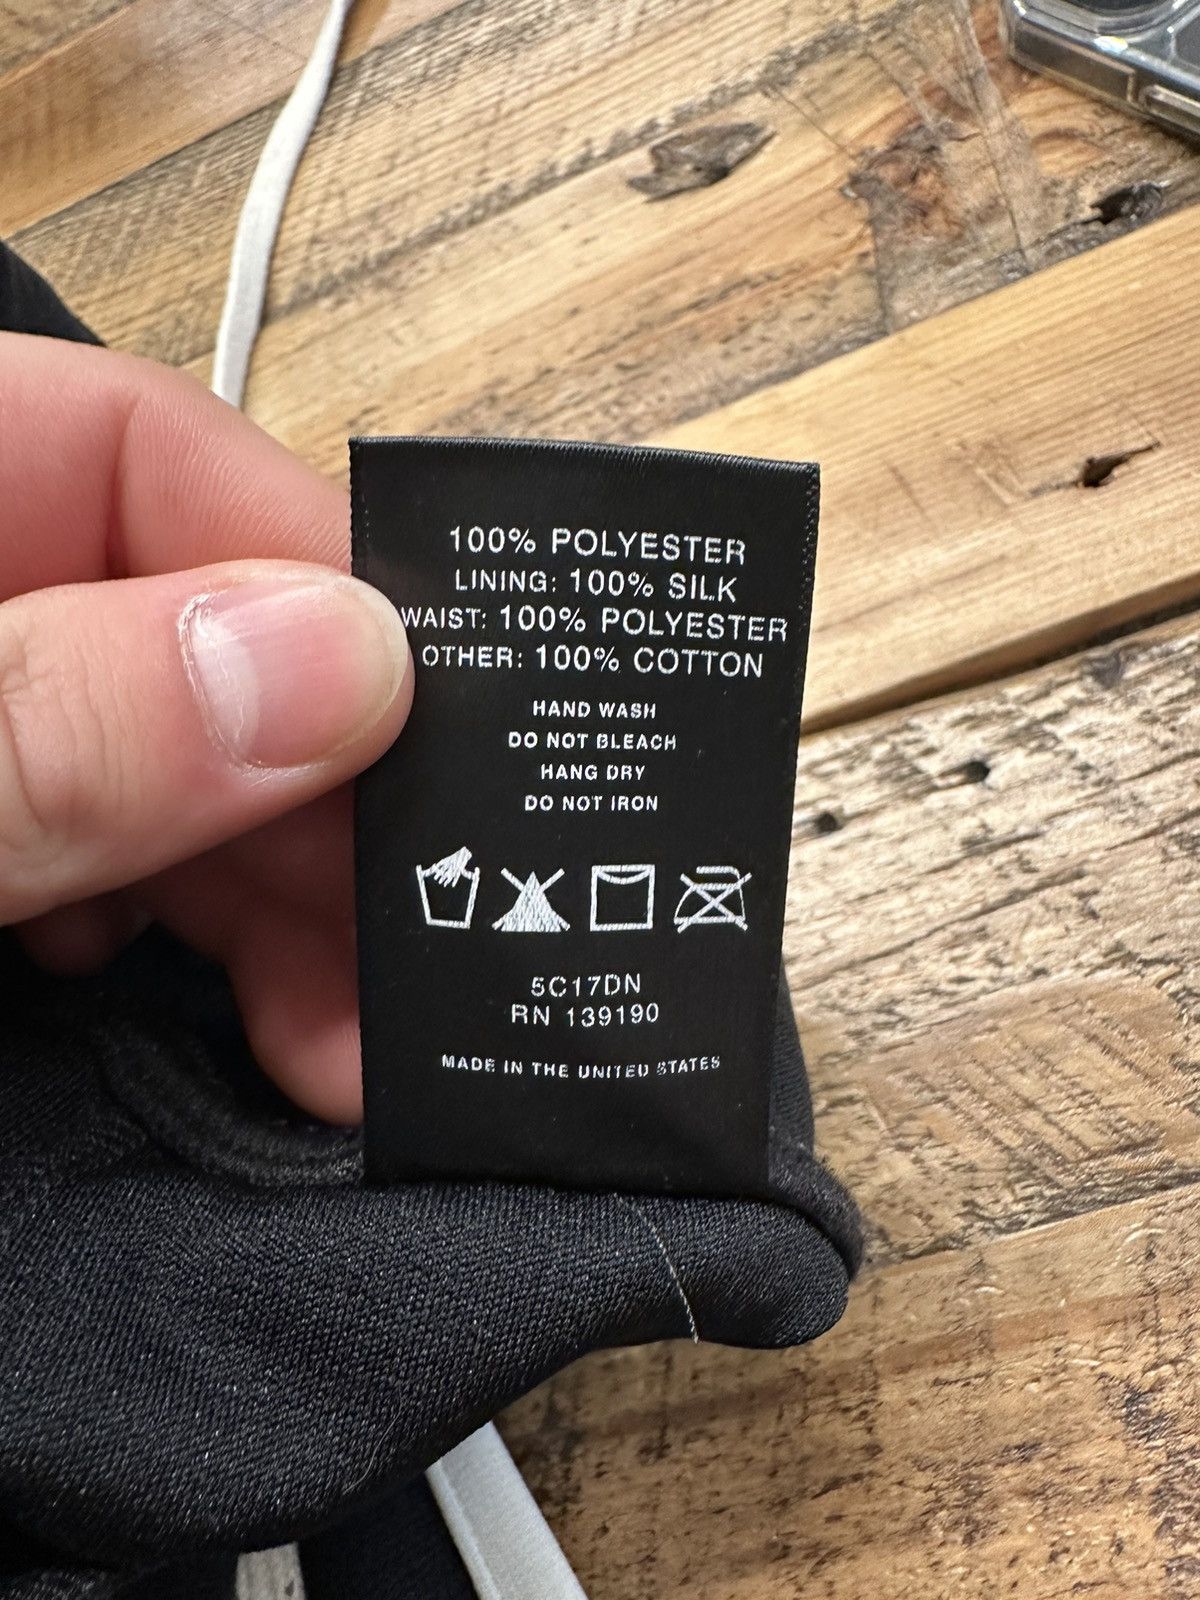 100% POLYESTER
LINING: 100% SILK
WAIST: 100% POLYESTER
OTHER: 100% COTTON
HAND WASH
DO NOT BLEACH
HANG DRY
DO NOT IRON
5C17DN
RN 139190
MADE IN THE UNITED STATES